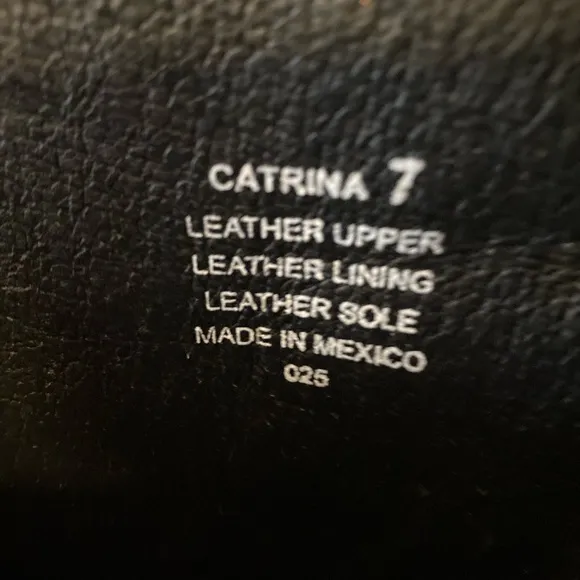 CATRINA 7
LEATHER UPPER
LEATHER LINING
LEATHER SOLE
MADE IN MEXICO
025